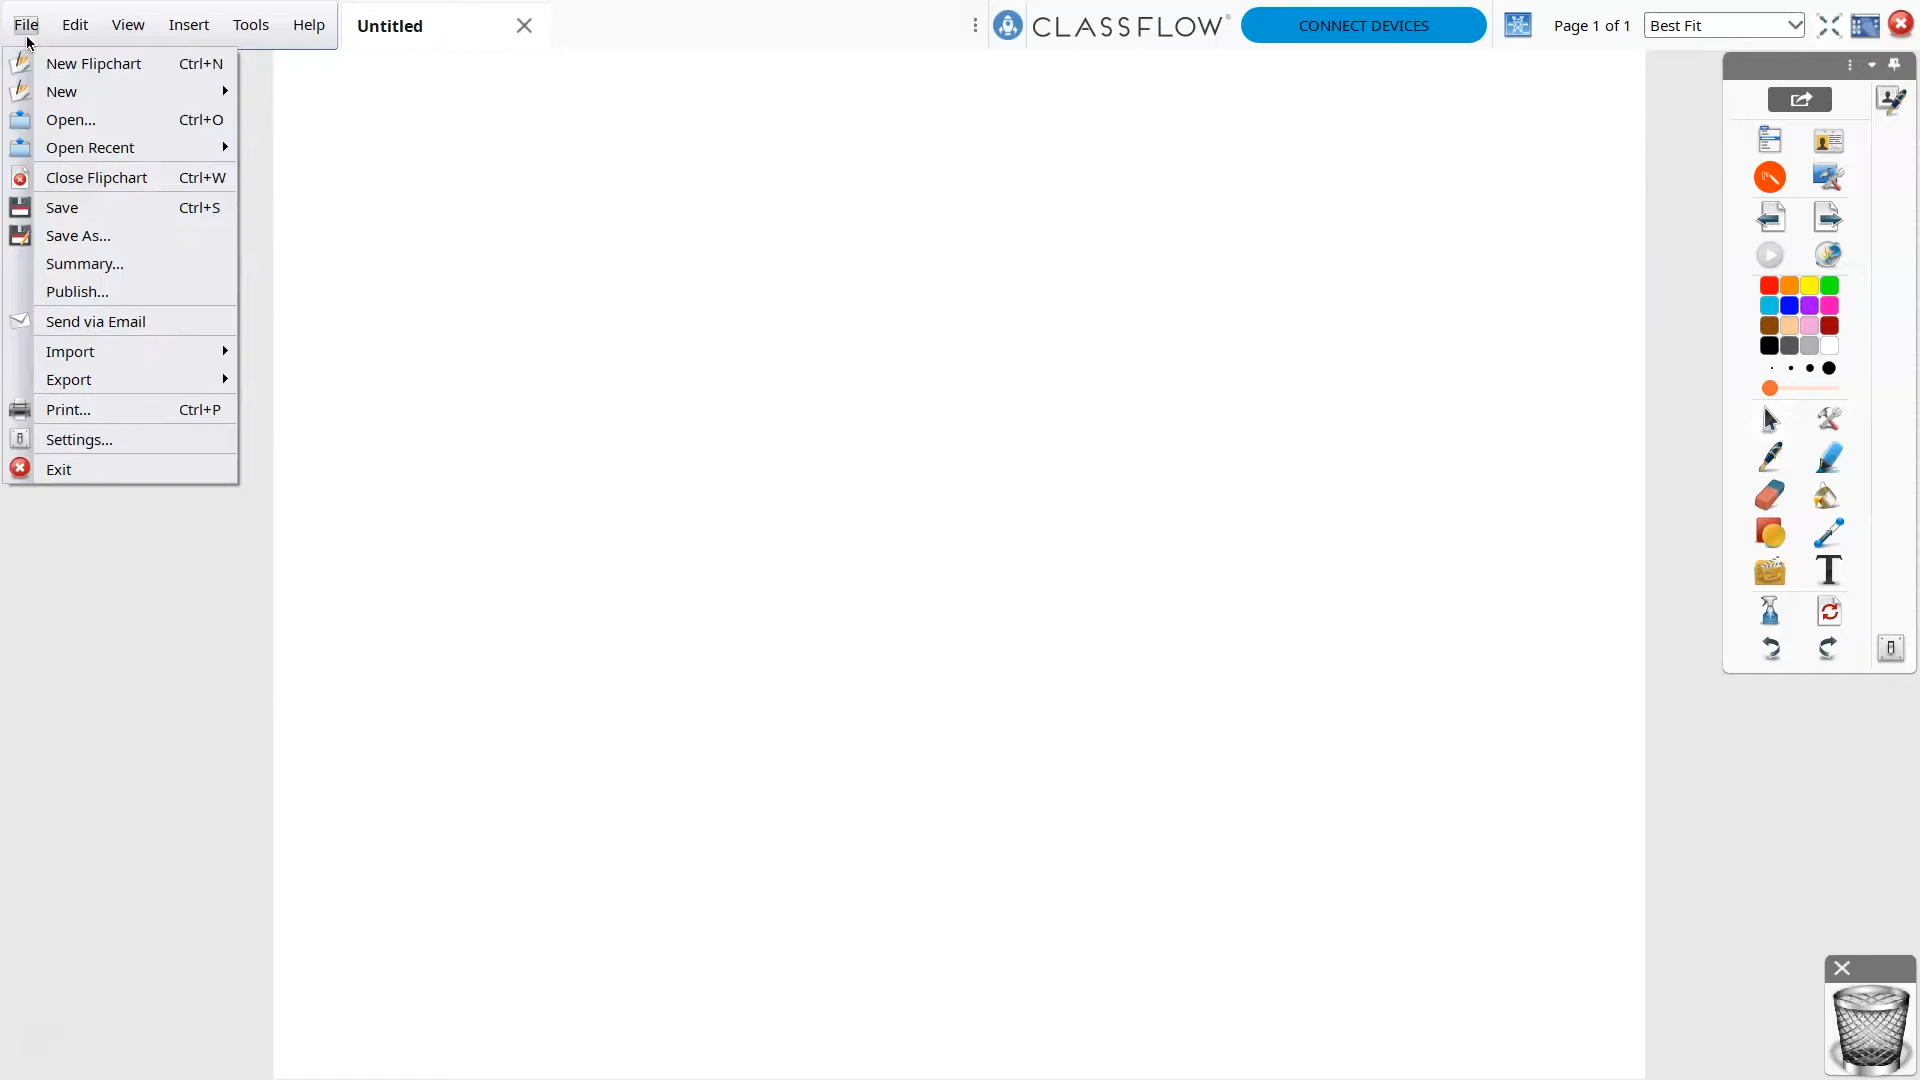 File Edit View Insert Tools Help Untitled CLASSFLOW® CONNECT DEVICES Page 1 of 1 Best Fit
New Flipchart Ctrl+N
New
Open... Ctrl+O
Open Recent
Close Flipchart Ctrl+W
Save Ctrl+S
Save As...
Summary...
Publish...
Send via Email
Import
Export
Print... Ctrl+P
Settings...
Exit
T